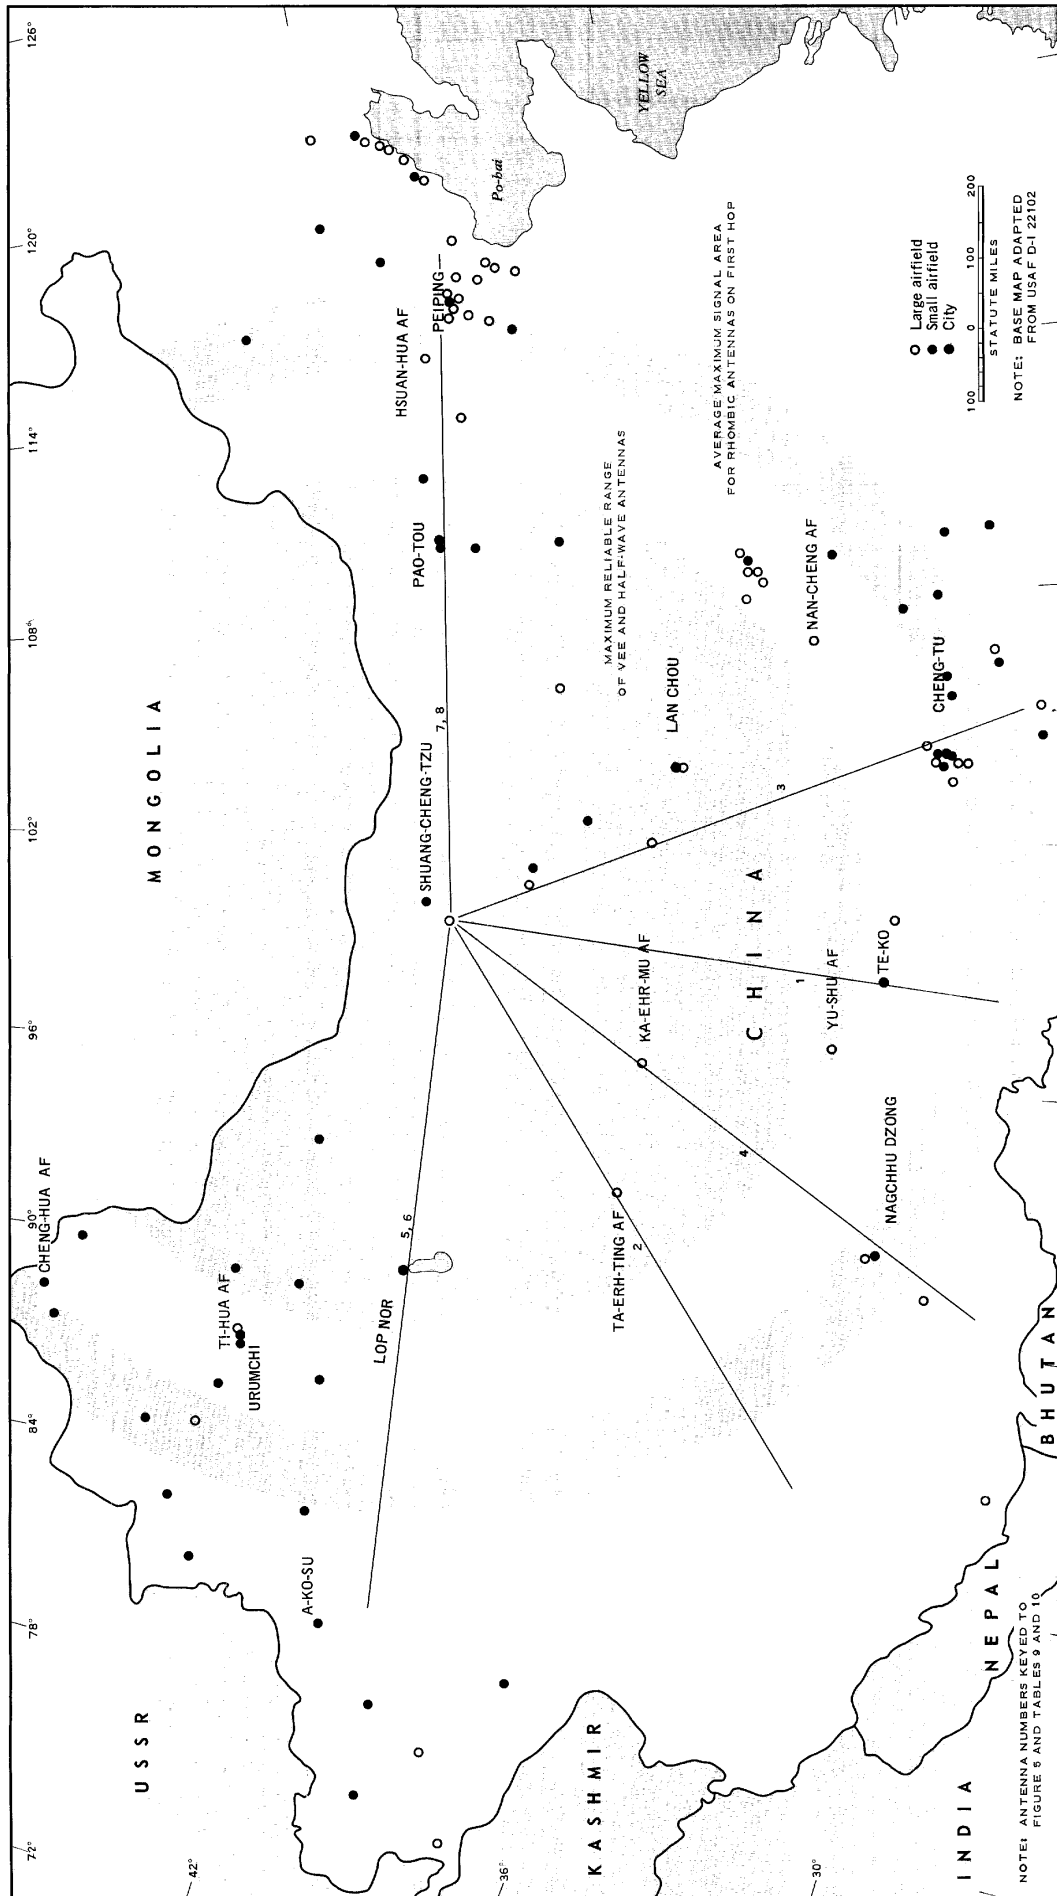 126°
120°
114°
108°
102°
96°
90°
84°
78°
72°
42°
36°
30°
USSR
MONGOLIA
CHINA
KASHMIR
INDIA
NEPAL
BHUTAN
YELLOW
SEA
Po-hai
CHENG-HUA AF
TI-HUA AF
URUMCHI
A-KO-SU
LOP NOR
5, 6
TA-ERH-TING AF
2
KA-EHR-MU AF
4
NAGCHHU DZONG
YU-SHU AF
1
TE-KO
3
SHUANG-CHENG-TZU
7, 8
PAO-TOU
HSUAN-HUA AF
PEIPING
LAN CHOU
NAN-CHENG AF
CHENG-TU
MAXIMUM RELIABLE RANGE
OF VEE AND HALF-WAVE ANTENNAS
AVERAGE MAXIMUM SIGNAL AREA
FOR RHOMBIC ANTENNAS ON FIRST HOP
Large airfield
Small airfield
City
100 0 100 200
STATUTE MILES
NOTE: BASE MAP ADAPTED
FROM USAF D-I 22102
NOTE: ANTENNA NUMBERS KEYED TO
FIGURE 5 AND TABLES 9 AND 10